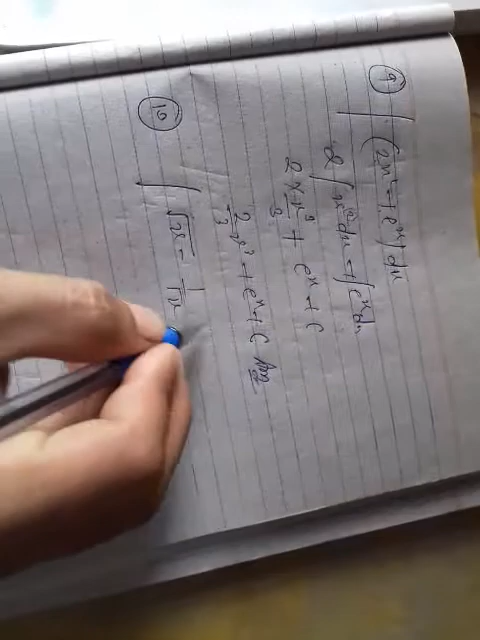 9) ∫ (2x² + eˣ) dx
2∫x² dx + ∫eˣ dx
2 × x³/3 + eˣ + c
2/3 x³ + eˣ + c Ans
10) ∫ √x - 1/√x